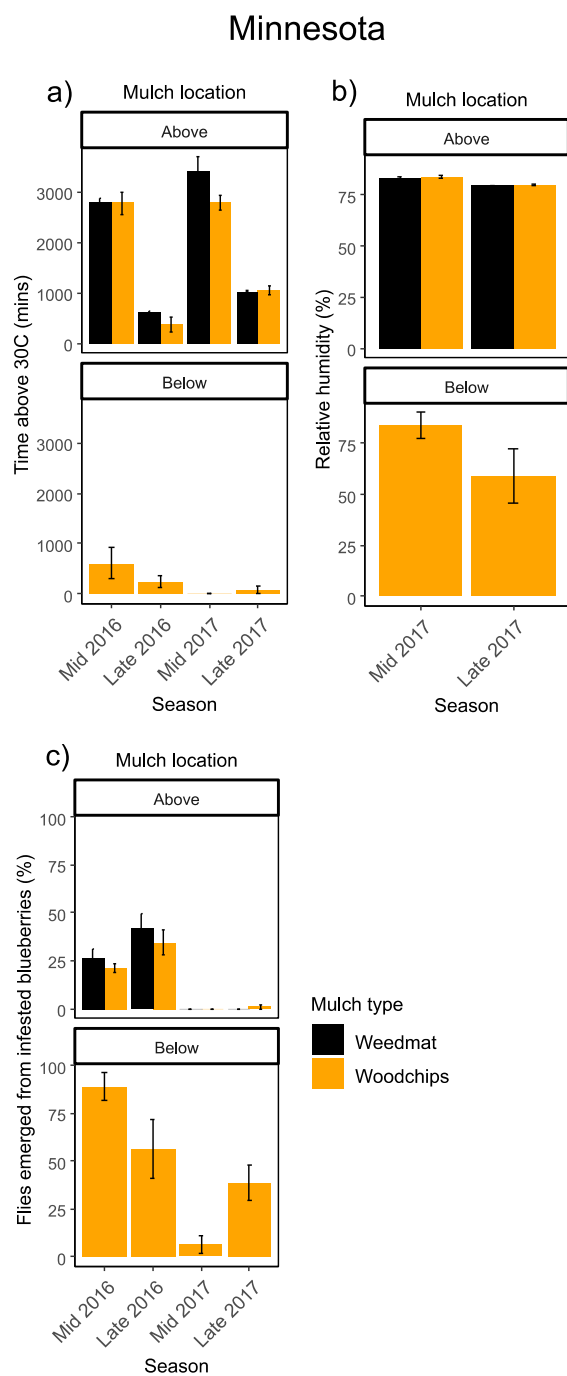 Minnesota
a)
Mulch location
Above
Time above 30C (mins)
3000
2000
1000
0
Below
3000
2000
1000
0
Mid 2016
Late 2016
Mid 2017
Late 2017
Season
b)
Mulch location
Above
Relative humidity (%)
75
50
25
0
Below
75
50
25
0
Mid 2017
Late 2017
Season
c)
Mulch location
Above
Flies emerged from infested blueberries (%)
100
75
50
25
0
Below
100
75
50
25
0
Mid 2016
Late 2016
Mid 2017
Late 2017
Season
Mulch type
Weedmat
Woodchips